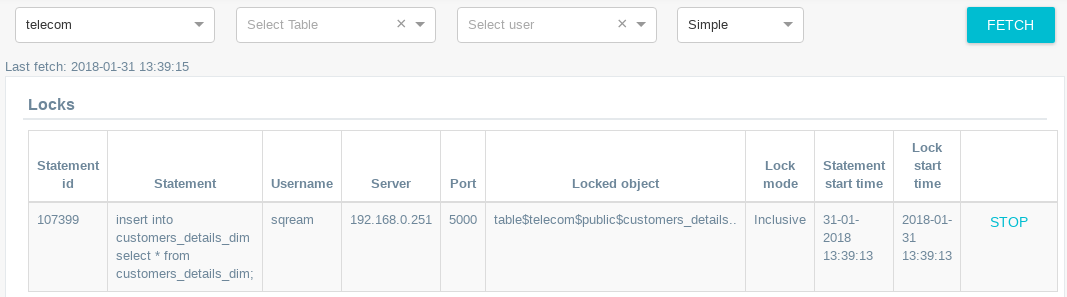 telecom Select Table × Select user × Simple FETCH
Last fetch: 2018-01-31 13:39:15
Locks
Statement id Statement Username Server Port Locked object Lock mode Statement start time Lock start time
107399 insert into customers_details_dim select * from customers_details_dim; sqream 192.168.0.251 5000 table$telecom$public$customers_details.. Inclusive 31-01-2018 13:39:13 2018-01-31 13:39:13 STOP